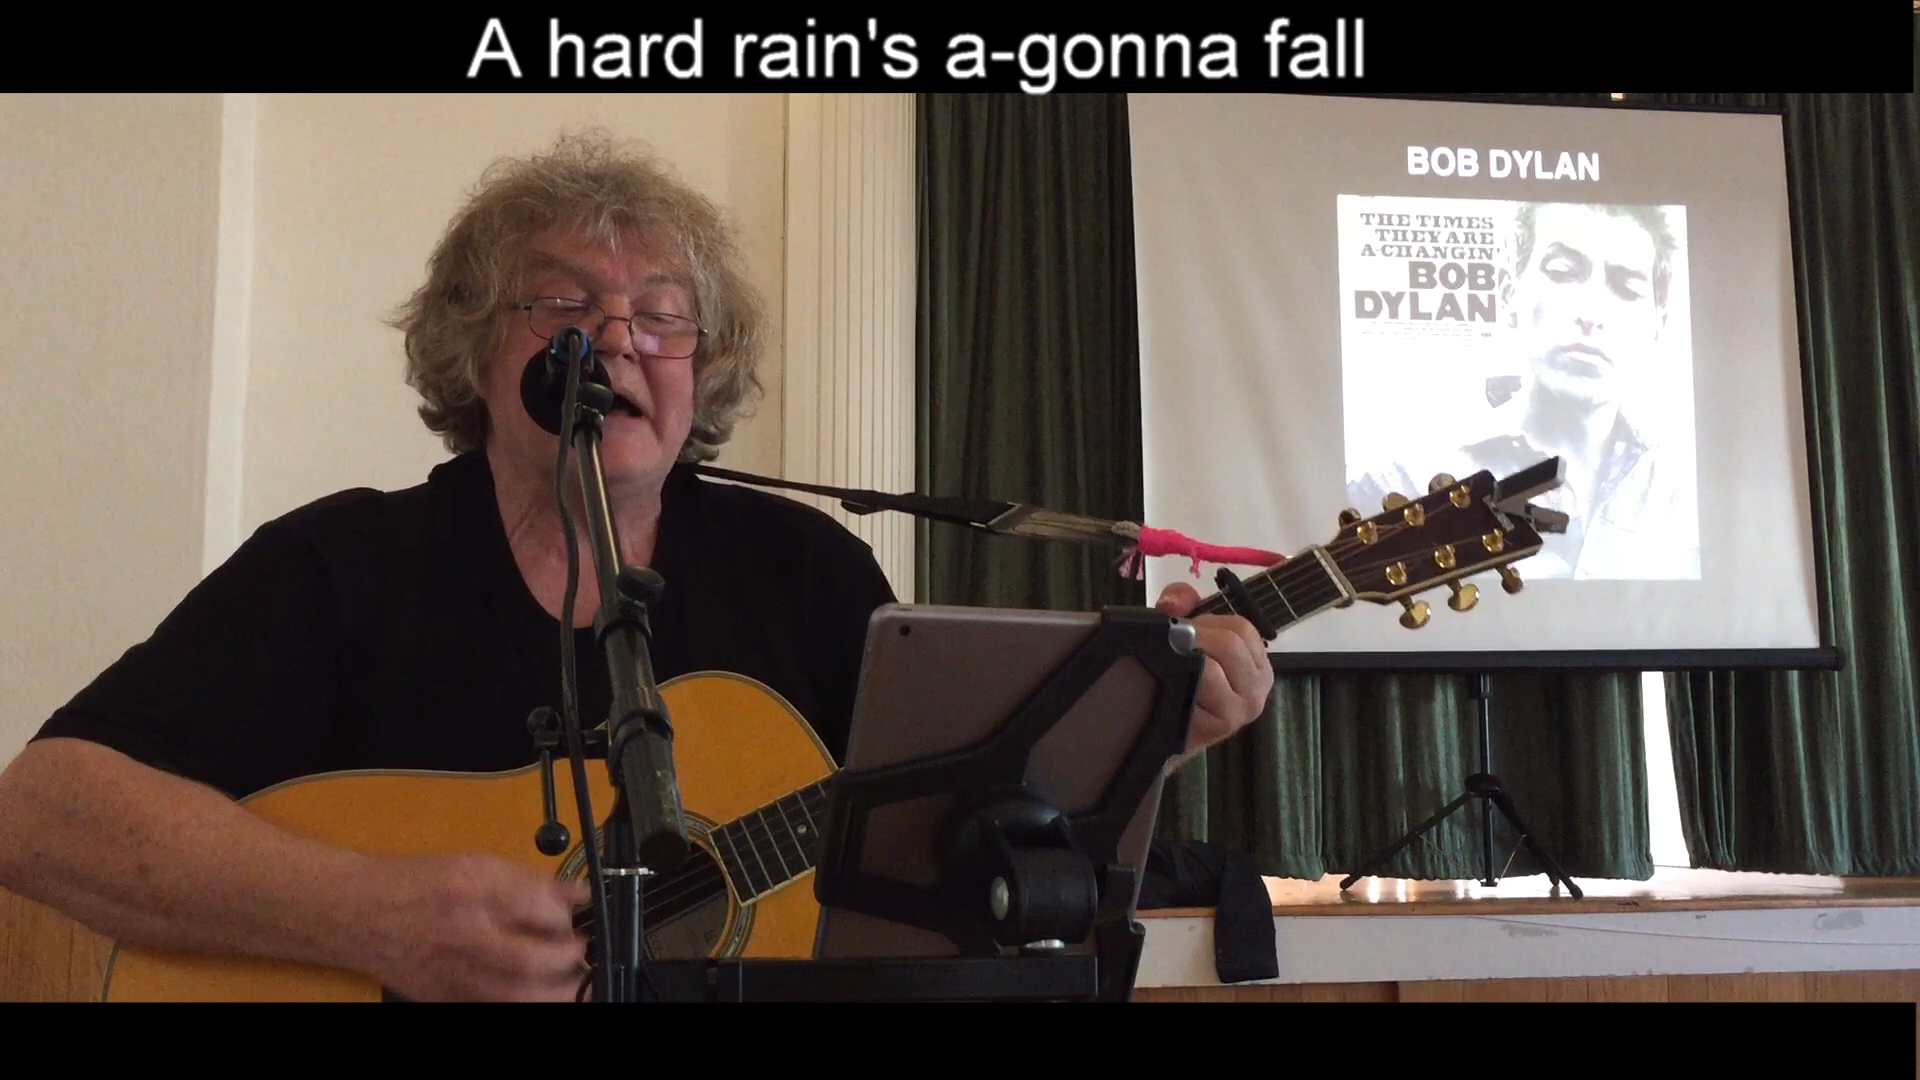 A hard rain's a-gonna fall
BOB DYLAN
THE TIMES
THEY ARE
A-CHANGIN'
BOB
DYLAN